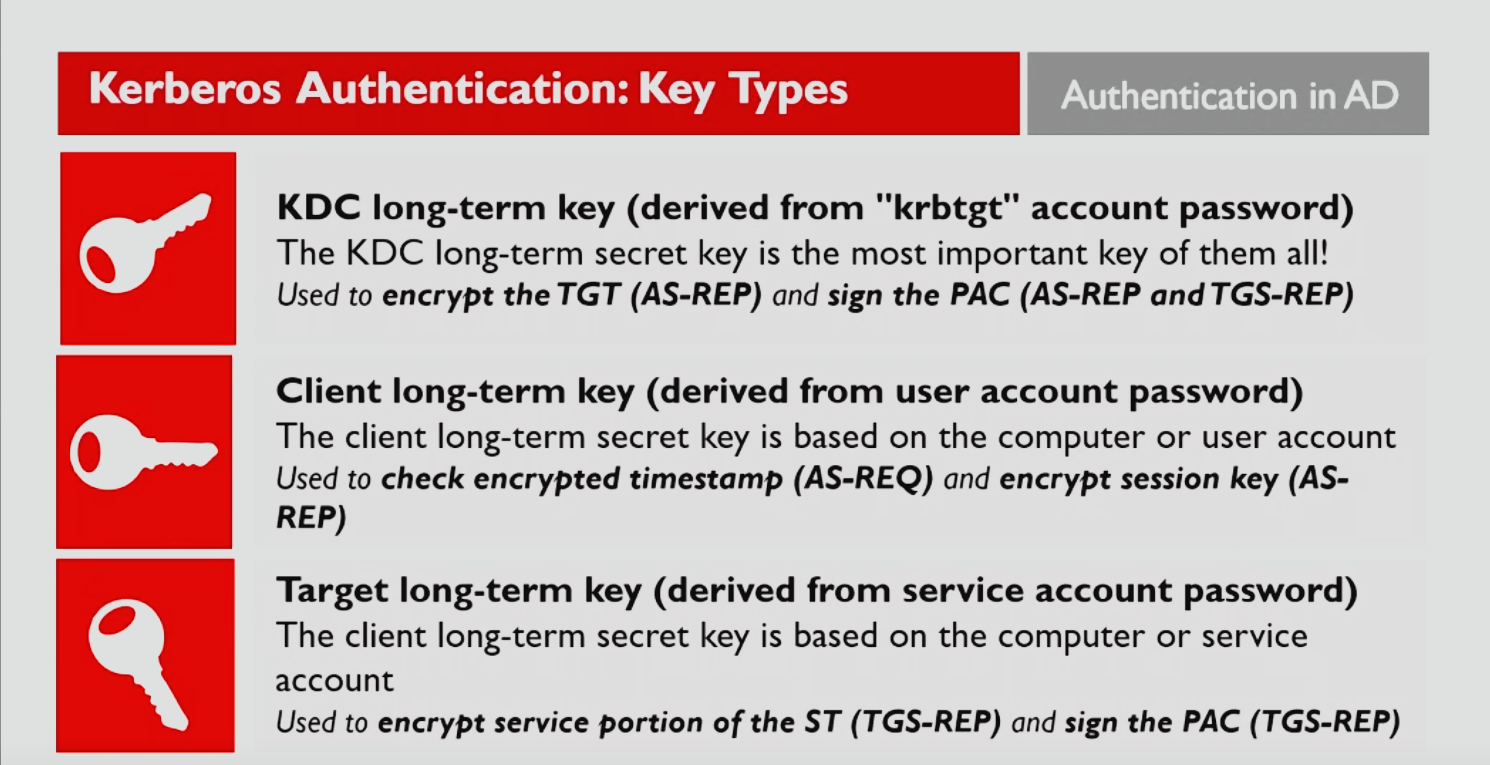 Kerberos Authentication: Key Types
Authentication in AD
KDC long-term key (derived from "krbtgt" account password)
The KDC long-term secret key is the most important key of them all!
Used to encrypt the TGT (AS-REP) and sign the PAC (AS-REP and TGS-REP)
Client long-term key (derived from user account password)
The client long-term secret key is based on the computer or user account
Used to check encrypted timestamp (AS-REQ) and encrypt session key (AS-
REP)
Target long-term key (derived from service account password)
The client long-term secret key is based on the computer or service
account
Used to encrypt service portion of the ST (TGS-REP) and sign the PAC (TGS-REP)